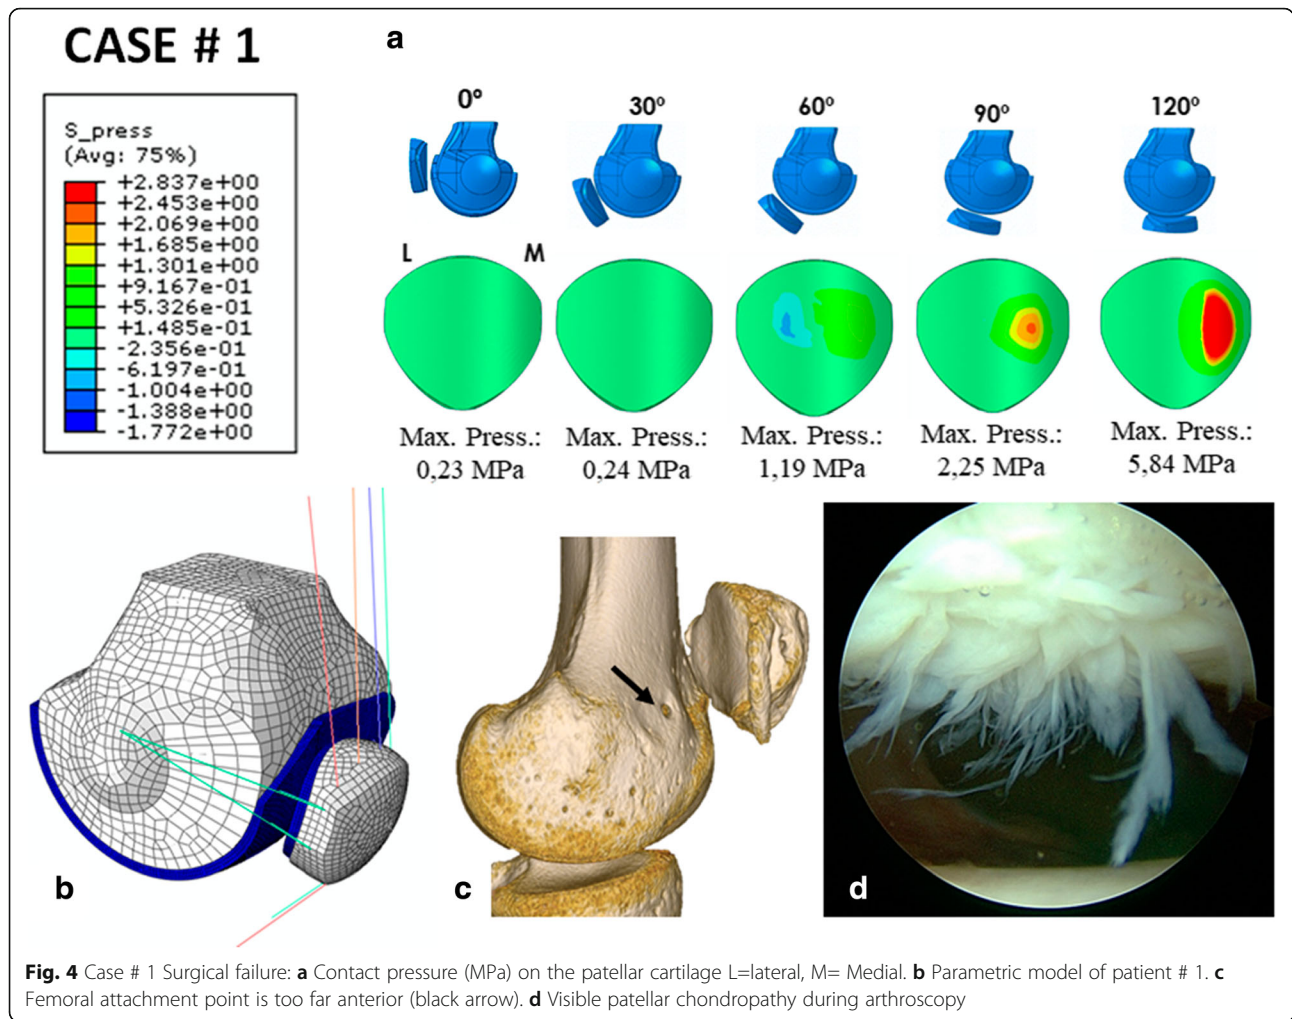 CASE # 1
a
S_press
(Avg: 75%)
+2.837e+00
+2.453e+00
+2.069e+00
+1.685e+00
+1.301e+00
+9.167e-01
+5.326e-01
+1.485e-01
-2.356e-01
-6.197e-01
-1.004e+00
-1.388e+00
-1.772e+00
0º 30º 60º 90º 120º
L M
Max. Press.: Max. Press.: Max. Press.: Max. Press.: Max. Press.:
0,23 MPa 0,24 MPa 1,19 MPa 2,25 MPa 5,84 MPa
b c d
Fig. 4 Case # 1 Surgical failure: a Contact pressure (MPa) on the patellar cartilage L=lateral, M= Medial. b Parametric model of patient # 1. c
Femoral attachment point is too far anterior (black arrow). d Visible patellar chondropathy during arthroscopy